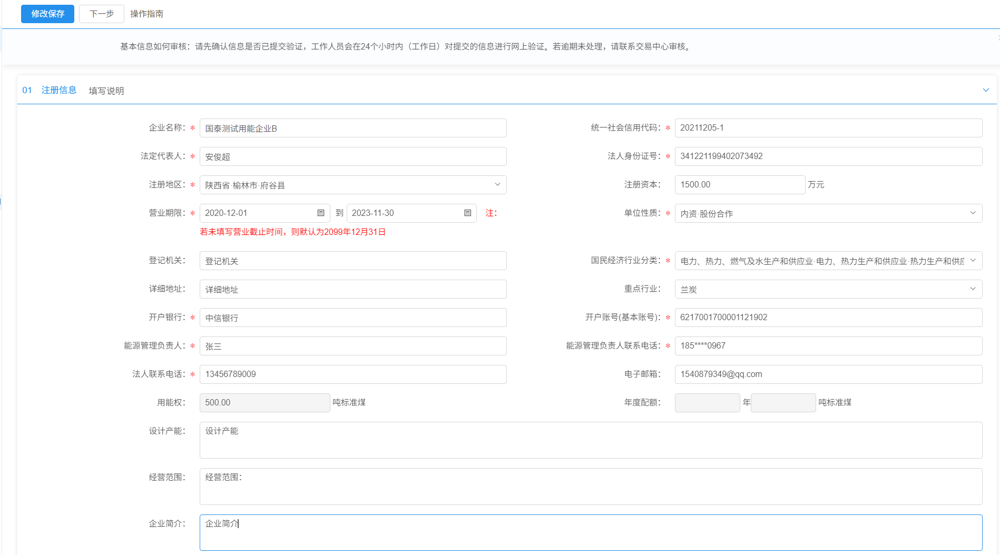 修改保存 下一步 操作指南
基本信息如何审核：请先确认信息是否已提交验证，工作人员会在24个小时内（工作日）对提交的信息进行网上验证。若逾期未处理，请联系交易中心审核。
01 注册信息 填写说明
企业名称：* 国泰测试用能企业B 统一社会信用代码：* 20211205-1
法定代表人：* 安俊超 法人身份证号：* 341221199402073492
注册地区：* 陕西省·榆林市·府谷县 注册资本： 1500.00 万元
营业期限：* 2020-12-01 到 2023-11-30 注： 单位性质：* 内资·股份合作
若未填写营业截止时间，则默认为2099年12月31日
登记机关： 登记机关 国民经济行业分类：* 电力、热力、燃气及水生产和供应业·电力、热力生产和供应业·热力生产和供应
详细地址： 详细地址 重点行业： 兰炭
开户银行：* 中信银行 开户账号(基本账号)：* 6217001700001121902
能源管理负责人：* 张三 能源管理负责人联系电话：* 185****0967
法人联系电话：* 13456789009 电子邮箱： 1540879349@qq.com
用能权： 500.00 吨标准煤 年度配额： 年 吨标准煤
设计产能： 设计产能
经营范围： 经营范围：
企业简介： 企业简介